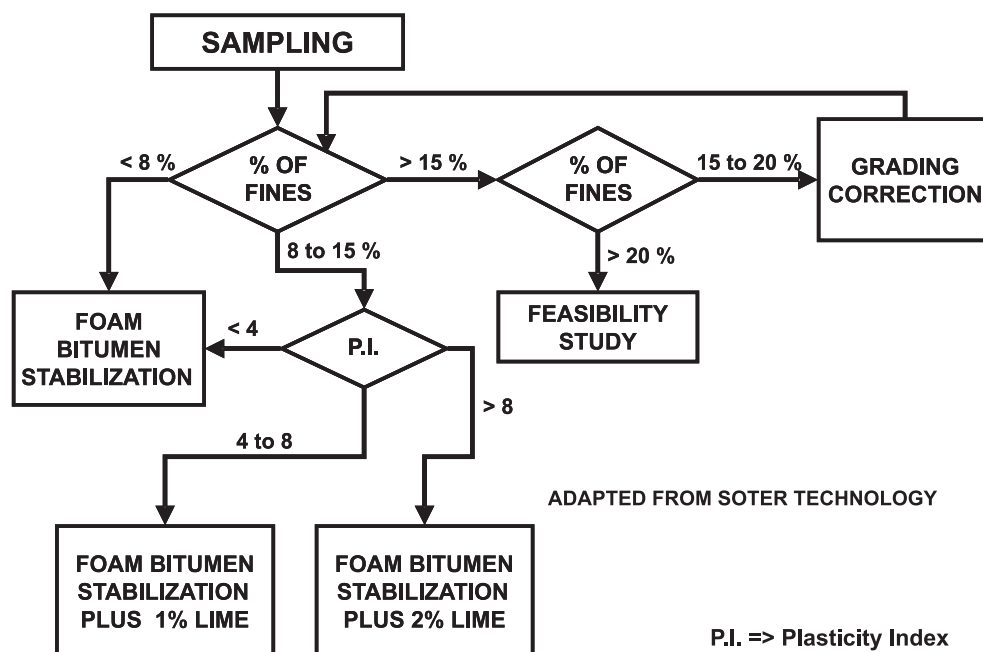 SAMPLING
< 8 %
% OF
FINES
> 15 %
% OF
FINES
15 to 20 %
GRADING
CORRECTION
8 to 15 %
> 20 %
FOAM
BITUMEN
STABILIZATION
< 4
P.I.
FEASIBILITY
STUDY
> 8
4 to 8
ADAPTED FROM SOTER TECHNOLOGY
FOAM BITUMEN
STABILIZATION
PLUS 1% LIME
FOAM BITUMEN
STABILIZATION
PLUS 2% LIME
P.I. => Plasticity Index